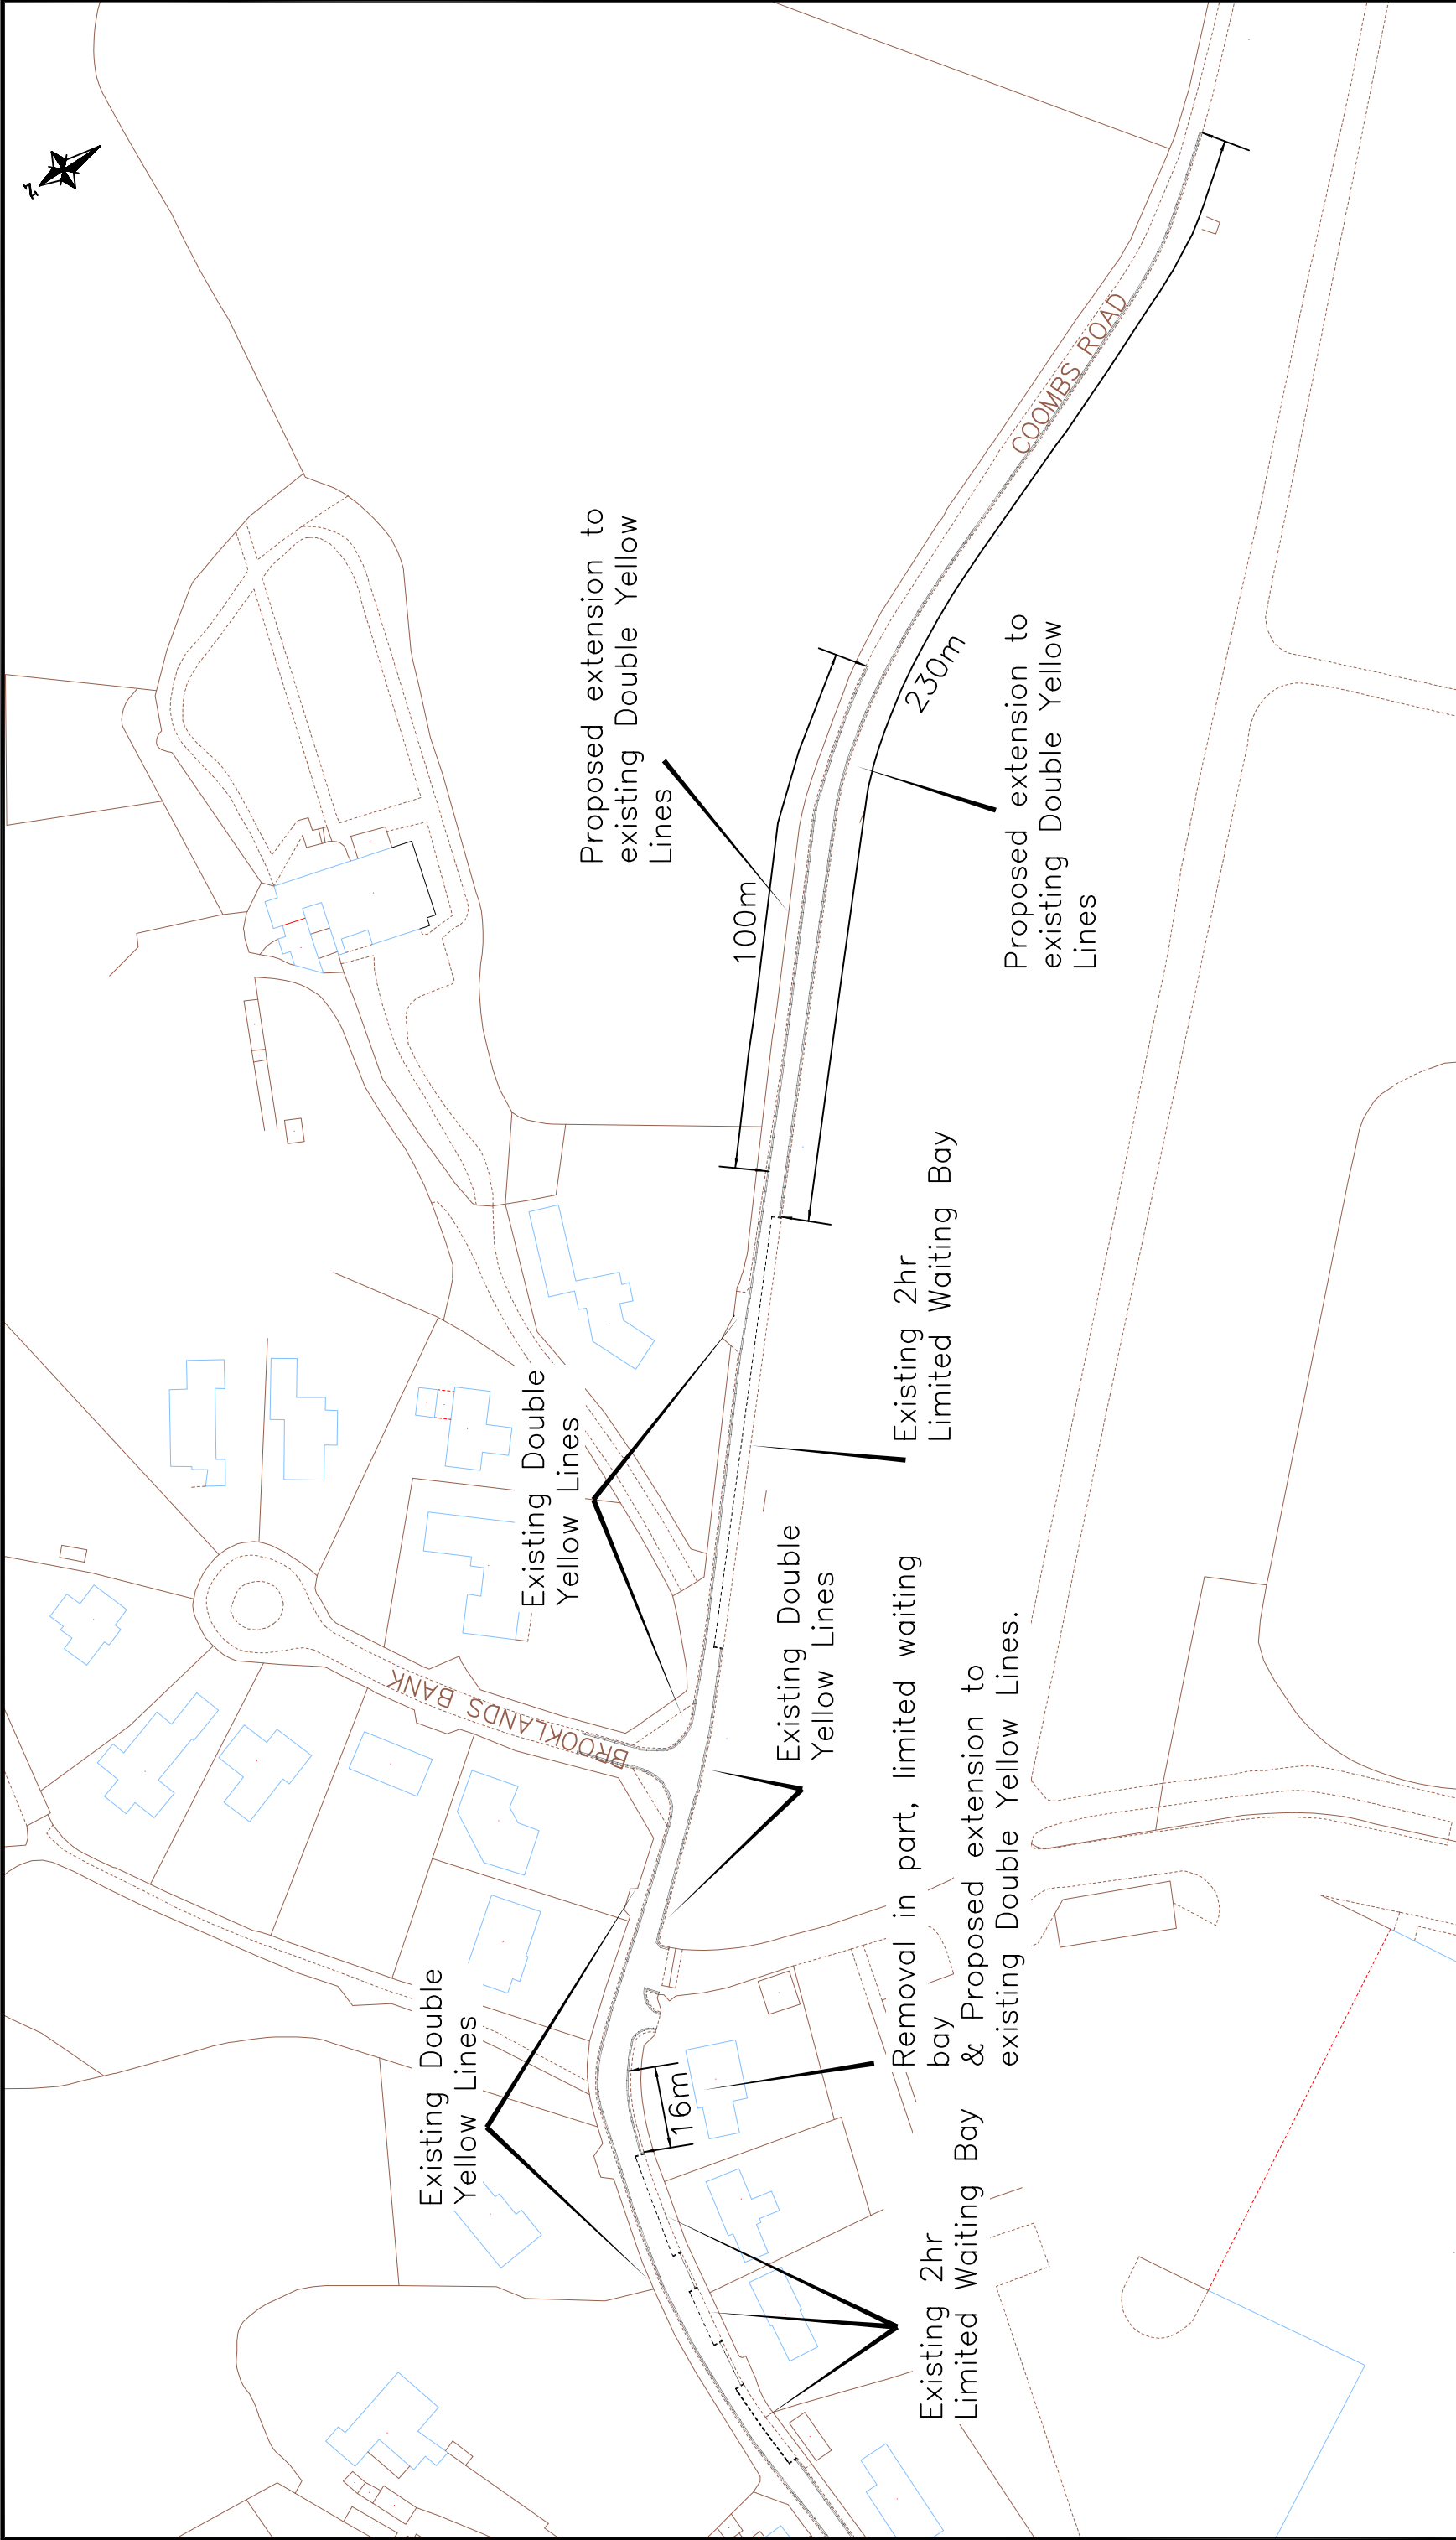 N
Proposed extension to
existing Double Yellow
Lines
COOMBS ROAD
100m
230m
Proposed extension to
existing Double Yellow
Lines
Existing 2hr
Limited Waiting Bay
Existing Double
Yellow Lines
BROOKLANDS BANK
Existing Double
Yellow Lines
Removal in part, limited waiting
bay
& Proposed extension to
existing Double Yellow Lines.
Existing Double
Yellow Lines
16m
Existing 2hr
Limited Waiting Bay